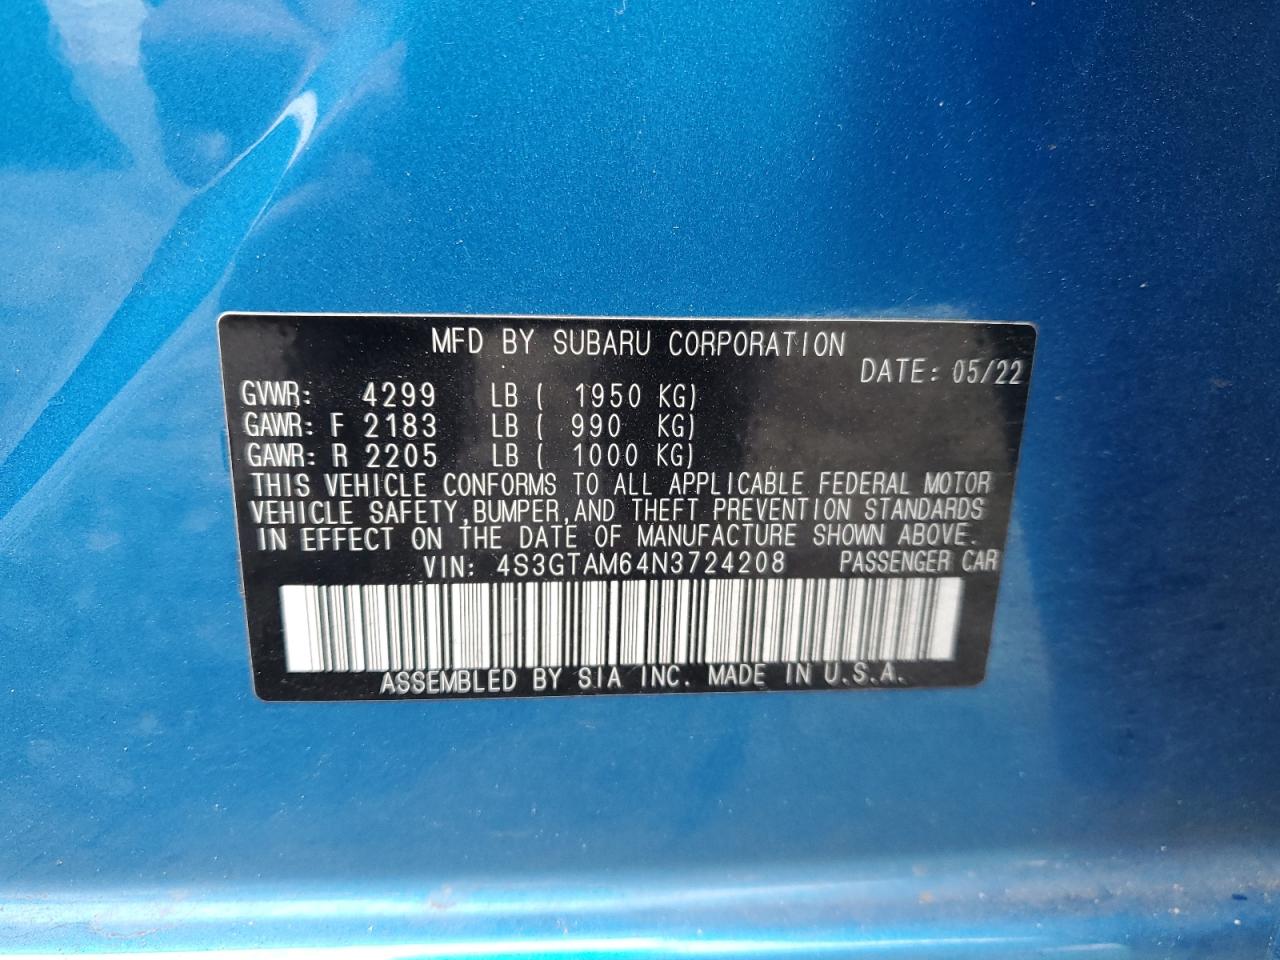 MFD BY SUBARU CORPORATION
DATE: 05/22
GVWR: 4299 LB ( 1950 KG)
GAWR: F 2183 LB ( 990 KG)
GAWR: R 2205 LB ( 1000 KG)
THIS VEHICLE CONFORMS TO ALL APPLICABLE FEDERAL MOTOR
VEHICLE SAFETY,BUMPER,AND THEFT PREVENTION STANDARDS
IN EFFECT ON THE DATE OF MANUFACTURE SHOWN ABOVE.
VIN: 4S3GTAM64N3724208 PASSENGER CAR
ASSEMBLED BY SIA INC. MADE IN U.S.A.